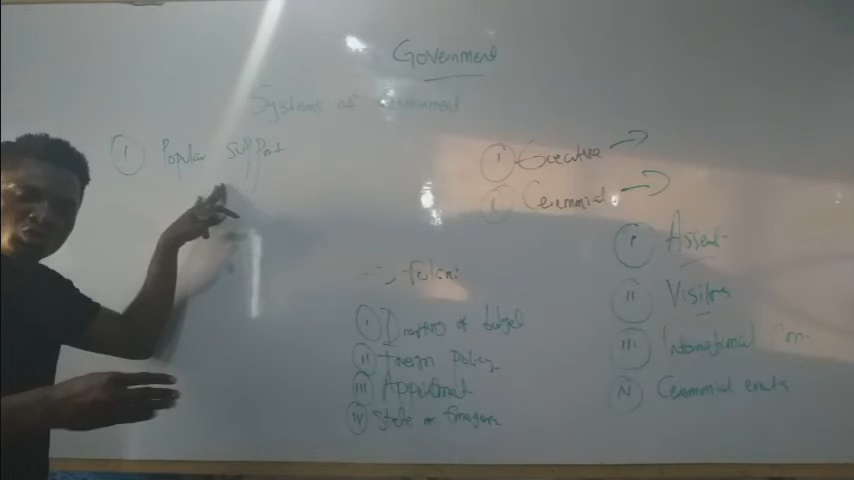 Government
Systems of Government
I Popular support
I Executive →
II Ceremonial →
I Assent
II Visitors
III International
IV Ceremonial events
I Drafting of budget
II Foreign policy
III Appointment
IV State of Emergency